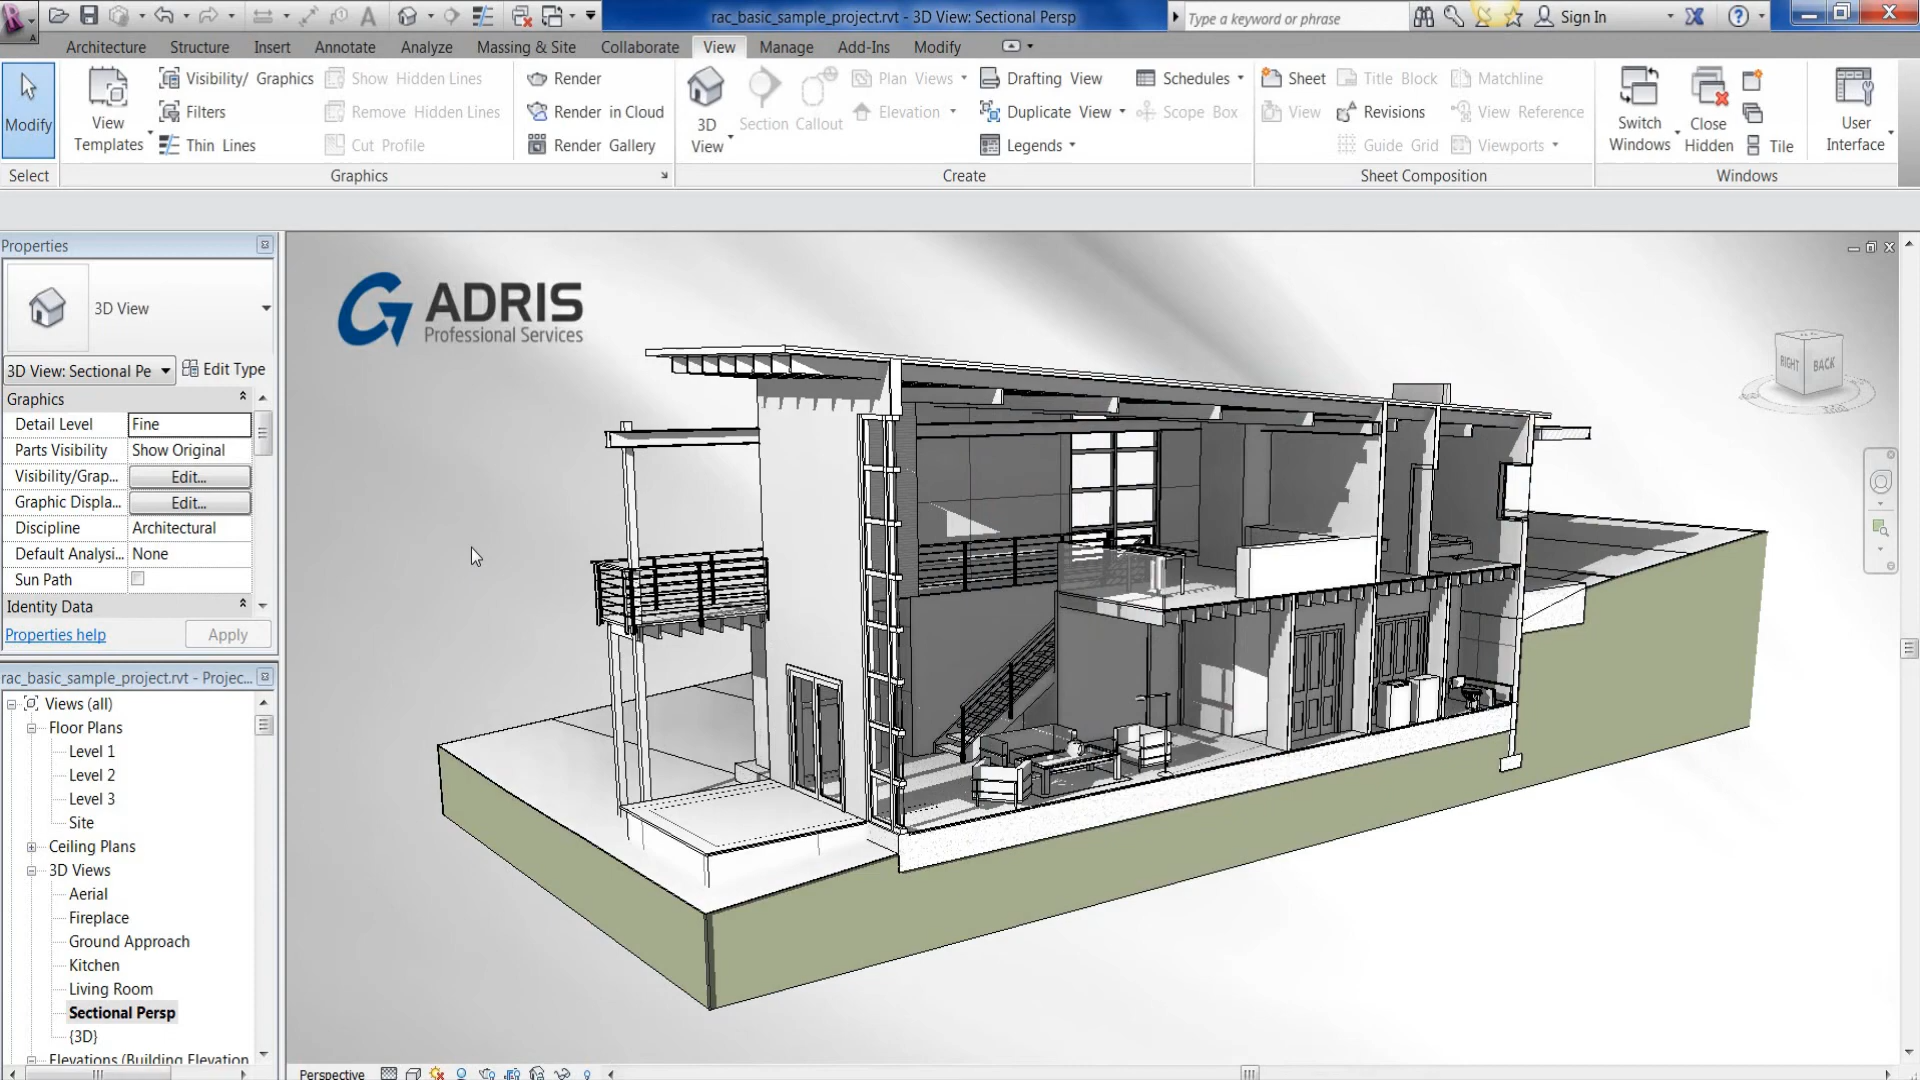 rac_basic_sample_project.rvt - 3D View: Sectional Persp
Type a keyword or phrase
Sign In
Architecture Structure Insert Annotate Analyze Massing & Site Collaborate View Manage Add-Ins Modify
Modify
View Templates
Visibility/ Graphics
Filters
Thin Lines
Show Hidden Lines
Remove Hidden Lines
Cut Profile
Render
Render in Cloud
Render Gallery
3D View
Section
Callout
Plan Views
Elevation
Drafting View
Duplicate View
Legends
Schedules
Scope Box
Sheet
View
Title Block
Revisions
Guide Grid
Matchline
View Reference
Viewports
Switch Windows
Close Hidden
Tile
User Interface
Select
Graphics
Create
Sheet Composition
Windows
Properties
3D View
3D View: Sectional Pe
Edit Type
Graphics
Detail Level Fine
Parts Visibility Show Original
Visibility/Grap... Edit...
Graphic Displa... Edit...
Discipline Architectural
Default Analysi... None
Sun Path
Identity Data
Properties help
Apply
rac_basic_sample_project.rvt - Projec...
Views (all)
Floor Plans
Level 1
Level 2
Level 3
Site
Ceiling Plans
3D Views
Aerial
Fireplace
Ground Approach
Kitchen
Living Room
Sectional Persp
{3D}
Elevations (Building Elevation
ADRIS
Professional Services
RIGHT
BACK
Perspective